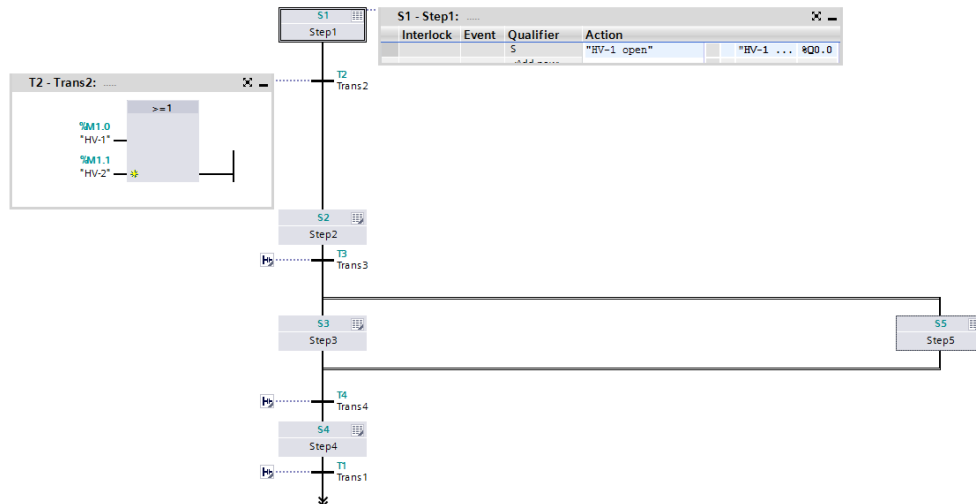 S1
Step1
S1 - Step1: .....
Interlock Event Qualifier Action
S "HV-1 open" "HV-1 ... %Q0.0
T2
Trans2
T2 - Trans2: .....
>=1
%M1.0
"HV-1"
%M1.1
"HV-2"
S2
Step2
T3
Trans3
S3
Step3
S5
Step5
T4
Trans4
S4
Step4
T1
Trans1